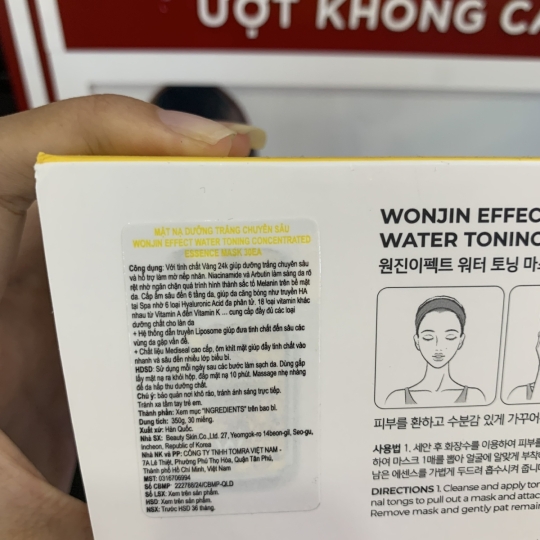 ƯỢT KHÔNG C
MẶT NẠ DƯỠNG TRẮNG CHUYÊN SÂU
WONJIN EFFECT WATER TONING CONCENTRATED
ESSENCE MASK 30EA
Công dụng: Với tinh chất Vàng 24k giúp dưỡng trắng chuyên sâu
và hỗ trợ làm mờ nếp nhăn. Niacinamide và Arbutin làm sáng da rõ
rệt nhờ ngăn chặn quá trình hình thành sắc tố Melanin trên bề mặt
da. Cấp ẩm sâu đến 6 tầng da, giúp da căng bóng như truyền HA
tại Spa nhờ 6 loại Hyaluronic Acid đa phân tử. 18 loại vitamin khác
nhau từ Vitamin A đến Vitamin K .... cung cấp đầy đủ các loại
dưỡng chất cho làn da
+ Hệ thống dẫn truyền Liposome giúp đưa tinh chất đến sâu các
vùng da gặp vấn đề.
+ Chất liệu Mediseal cao cấp, ôm khít mặt giúp đẩy tinh chất vào
nhanh và sâu đến nhiều lớp biểu bì.
HDSD: Sử dụng mỗi ngày sau các bước làm sạch da. Dùng gắp
lấy mặt nạ ra khỏi hộp, đắp mặt nạ 10 phút. Massage nhẹ nhàng
để da hấp thu dưỡng chất.
Chú ý: bảo quản nơi khô ráo, tránh ánh sáng trực tiếp.
Tránh xa tầm tay trẻ em.
Thành phần: Xem mục "INGREDIENTS" trên bao bì.
Dung tích: 350g, 30 miếng.
Xuất xứ: Hàn Quốc.
Nhà SX: Beauty Skin.Co.,Ltd. 27, Yeomgok-ro 14beon-gil, Seo-gu,
Incheon, Republic of Korea
Nhà NK và PP: CÔNG TY TNHH TOMRA VIỆT NAM -
7A Lê Thiệt, Phường Phú Thọ Hòa, Quận Tân Phú,
Thành phố Hồ Chí Minh, Việt Nam
MST: 0316706994
Số CBMP: 222766/24/CBMP-QLD
Số LSX: Xem trên sản phẩm.
HSD: Xem trên sản phẩm.
NSX: Trước HSD 36 tháng.
WONJIN EFFEC
WATER TONING
원진이펙트 워터 토닝 마
피부를 환하고 수분감 있게 가꾸어
사용법 1. 세안 후 화장수를 이용하여 피부를
하여 마스크 1매를 뽑아 얼굴에 알맞게 부착
남은 에센스를 가볍게 두드려 흡수시켜 줍니
DIRECTIONS 1. Cleanse and apply ton
nal tongs to pull out a mask and attac
Remove mask and gently pat remain